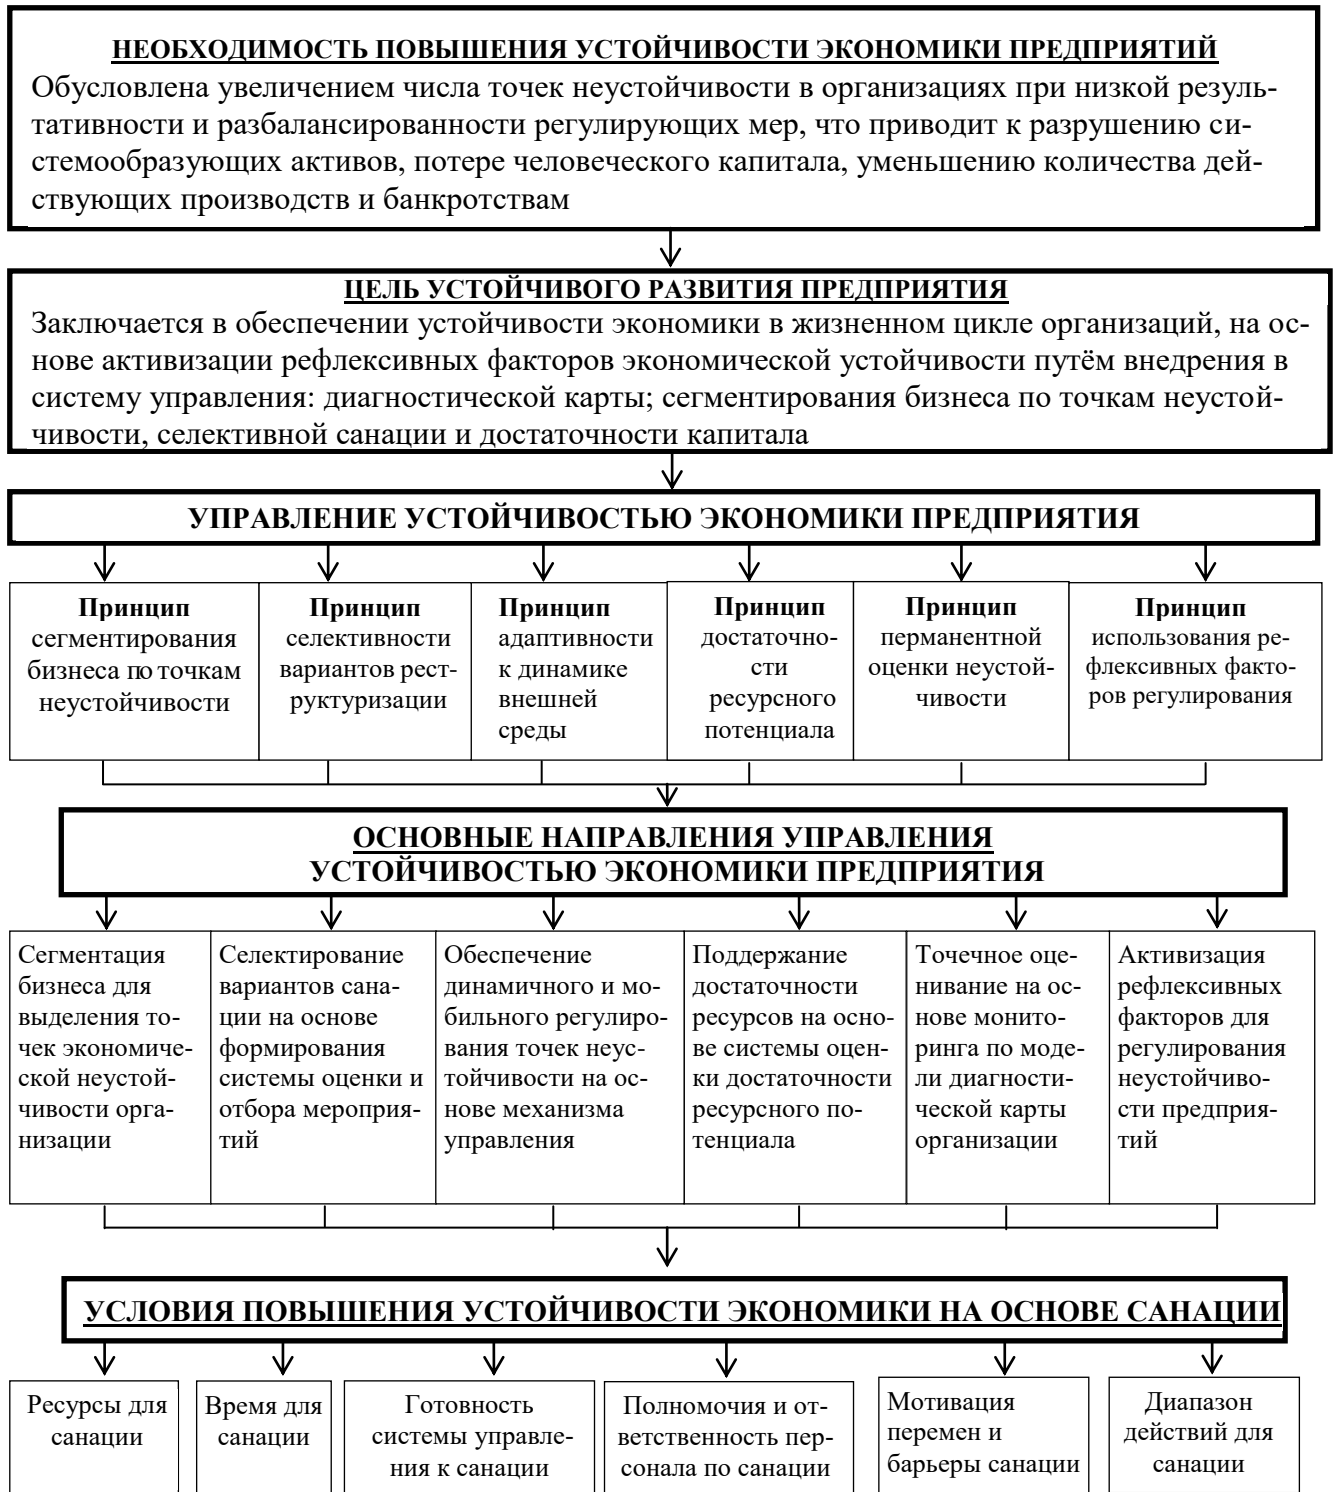 НЕОБХОДИМОСТЬ ПОВЫШЕНИЯ УСТОЙЧИВОСТИ ЭКОНОМИКИ ПРЕДПРИЯТИЙ
Обусловлена увеличением числа точек неустойчивости в организациях при низкой резуль-
тативности и разбалансированности регулирующих мер, что приводит к разрушению си-
стемообразующих активов, потере человеческого капитала, уменьшению количества дей-
ствующих производств и банкротствам
ЦЕЛЬ УСТОЙЧИВОГО РАЗВИТИЯ ПРЕДПРИЯТИЯ
Заключается в обеспечении устойчивости экономики в жизненном цикле организаций, на ос-
нове активизации рефлексивных факторов экономической устойчивости путём внедрения в
систему управления: диагностической карты; сегментирования бизнеса по точкам неустой-
чивости, селективной санации и достаточности капитала
УПРАВЛЕНИЕ УСТОЙЧИВОСТЬЮ ЭКОНОМИКИ ПРЕДПРИЯТИЯ
Принцип
сегментирования
бизнеса по точкам
неустойчивости
Принцип
селективности
вариантов рест-
руктуризации
Принцип
адаптивности
к динамике
внешней
среды
Принцип
достаточно-
сти
ресурсного
потенциала
Принцип
перманентной
оценки неустой-
чивости
Принцип
использования ре-
флексивных факто-
ров регулирования
ОСНОВНЫЕ НАПРАВЛЕНИЯ УПРАВЛЕНИЯ
УСТОЙЧИВОСТЬЮ ЭКОНОМИКИ ПРЕДПРИЯТИЯ
Сегментация
бизнеса для
выделения то-
чек экономиче-
ской неустой-
чивости орга-
низации
Селектирование
вариантов сана-
ции на основе
формирования
системы оценки и
отбора мероприя-
тий
Обеспечение
динамичного и мо-
бильного регулиро-
вания точек неус-
тойчивости на ос-
нове механизма
управления
Поддержание
достаточности
ресурсов на осно-
ве системы оцен-
ки достаточности
ресурсного по-
тенциала
Точечное оце-
нивание на ос-
нове монито-
ринга по моде-
ли диагности-
ческой карты
организации
Активизация
рефлексивных
факторов для
регулирования
неустойчиво-
сти предприя-
тий
УСЛОВИЯ ПОВЫШЕНИЯ УСТОЙЧИВОСТИ ЭКОНОМИКИ НА ОСНОВЕ САНАЦИИ
Ресурсы для
санации
Время для
санации
Готовность
системы управле-
ния к санации
Полномочия и от-
ветственность пер-
сонала по санации
Мотивация
перемен и
барьеры санации
Диапазон
действий для
санации